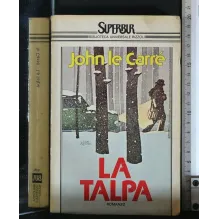 SUPERBUR
BIBLIOTECA UNIVERSALE RIZZOLI
John le Carré
LA
TALPA
ROMANZO